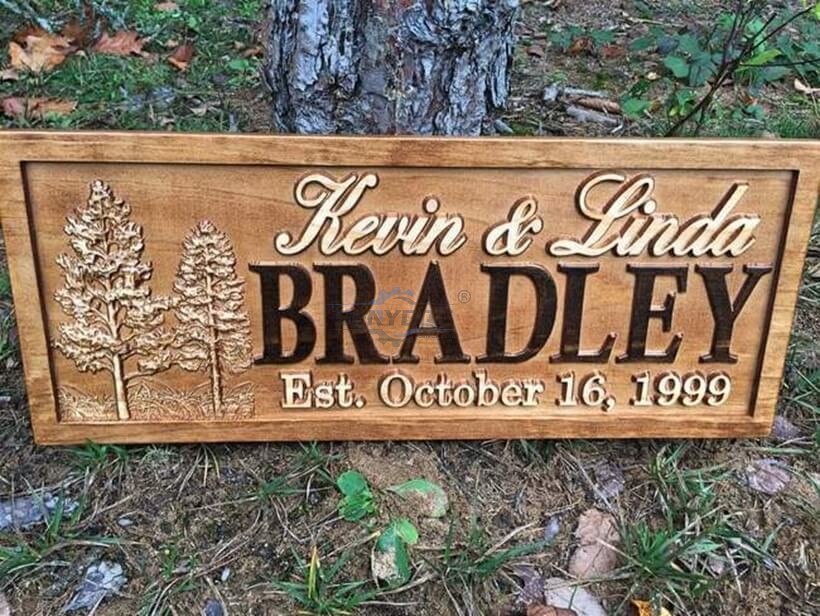 Kevin & Linda
BRADLEY
Est. October 16, 1999